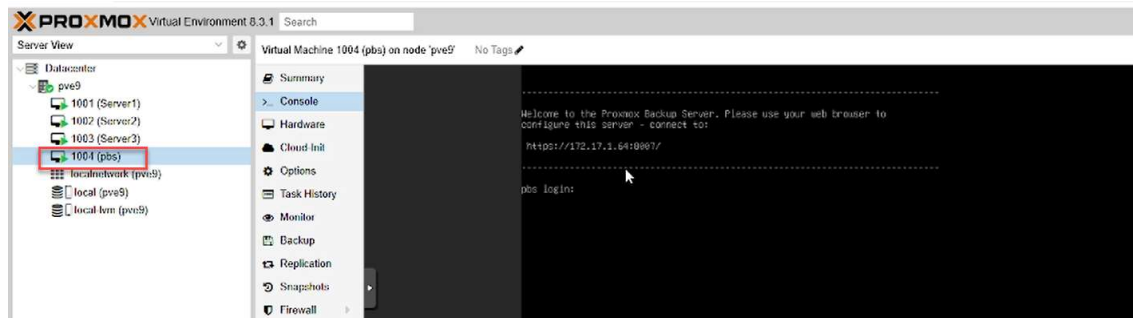 PROXMOX Virtual Environment 8.3.1 Search
Server View
Virtual Machine 1004 (pbs) on node 'pve9' No Tags
Datacenter
pve9
1001 (Server1)
1002 (Server2)
1003 (Server3)
1004 (pbs)
localnetwork (pve9)
local (pve9)
local-lvm (pve9)
Summary
>_ Console
Hardware
Cloud-Init
Options
Task History
Monitor
Backup
Replication
Snapshots
Firewall
--------------------------------------------------------------------------------
Welcome to the Proxmox Backup Server. Please use your web browser to
configure this server - connect to:
https://172.17.1.64:8007/
--------------------------------------------------------------------------------
pbs login: